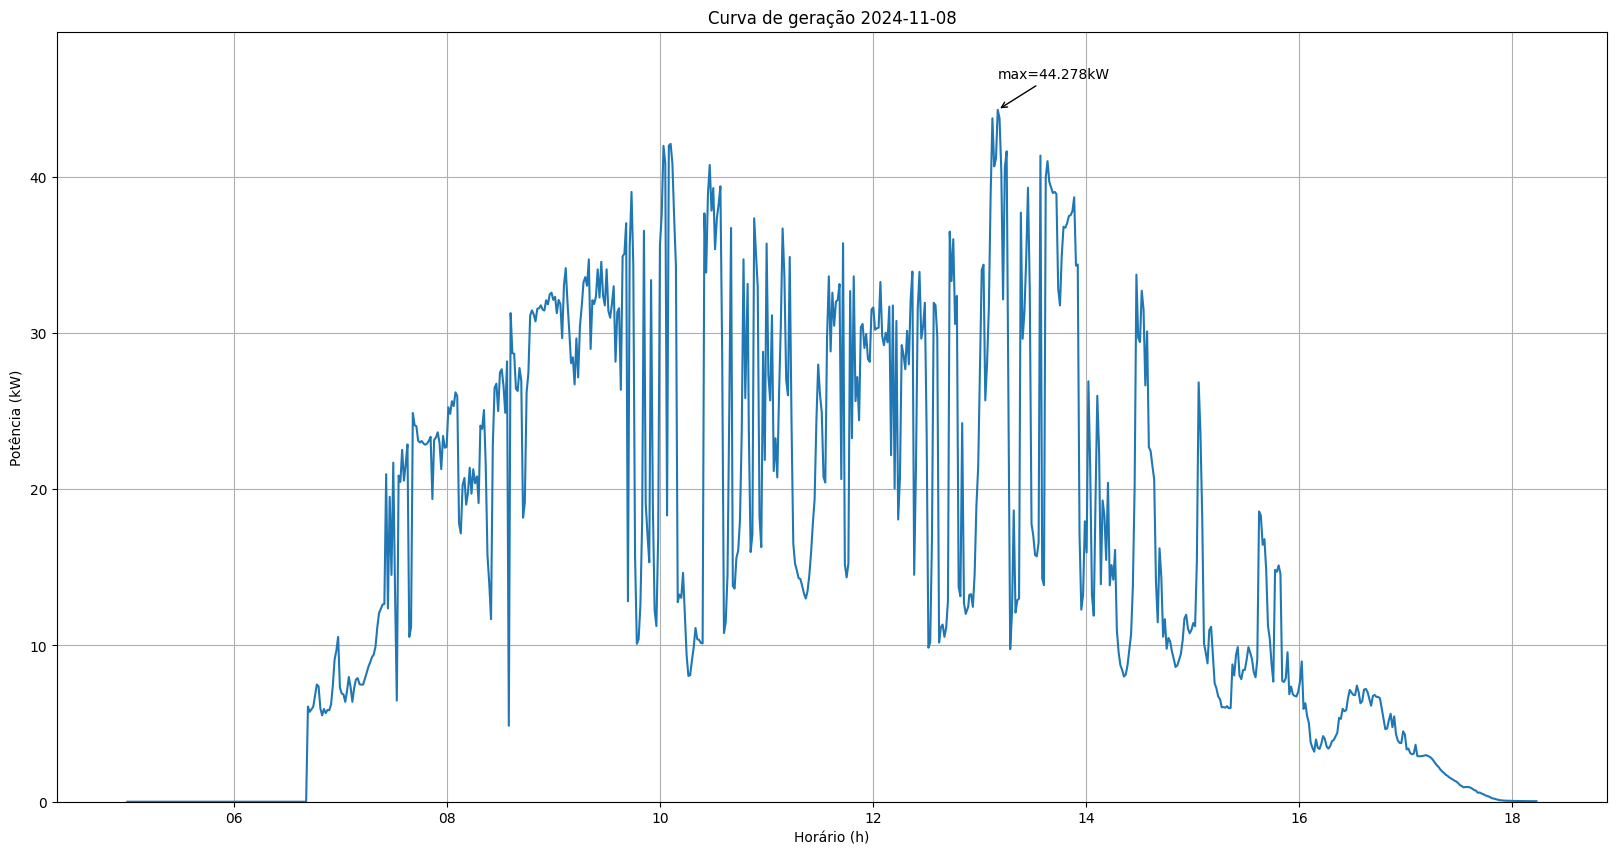 Curva de geração 2024-11-08
max=44.278kW
40
30
20
10
0
Potência (kW)
06 08 10 12 14 16 18
Horário (h)